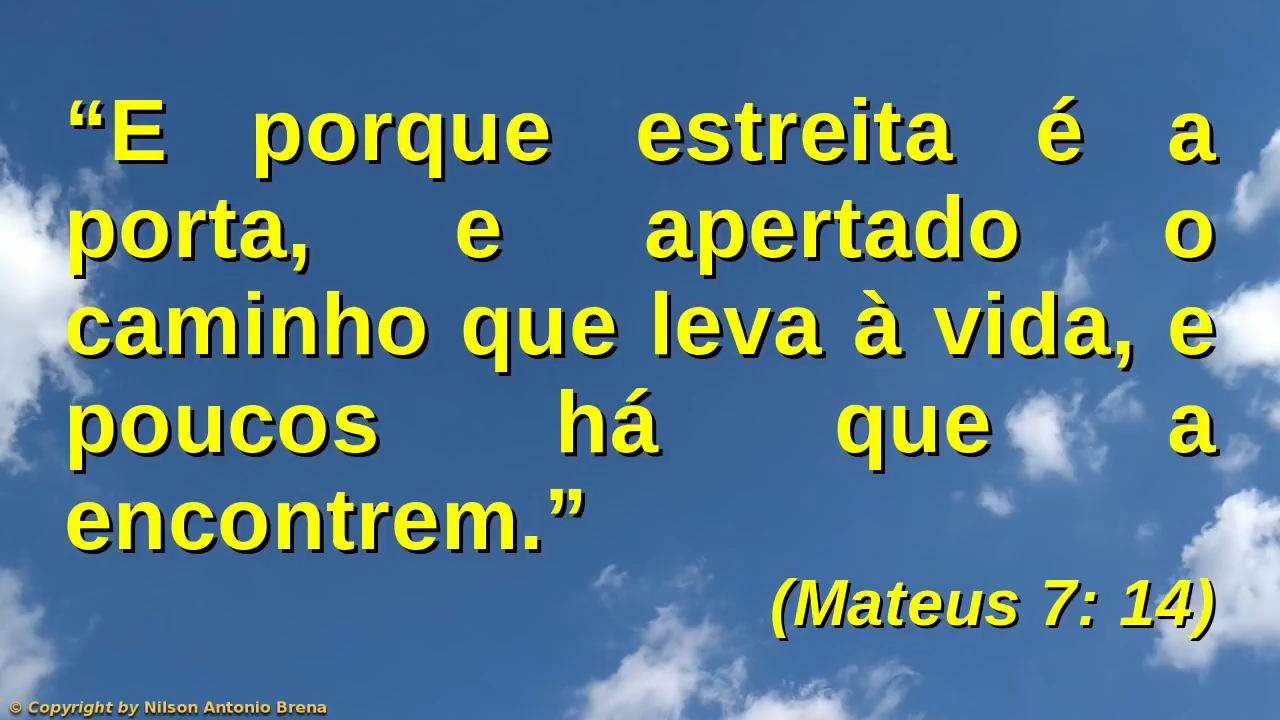 “E porque estreita é a
porta, e apertado o
caminho que leva à vida, e
poucos há que a
encontrem.”
(Mateus 7: 14)
© Copyright by Nilson Antonio Brena